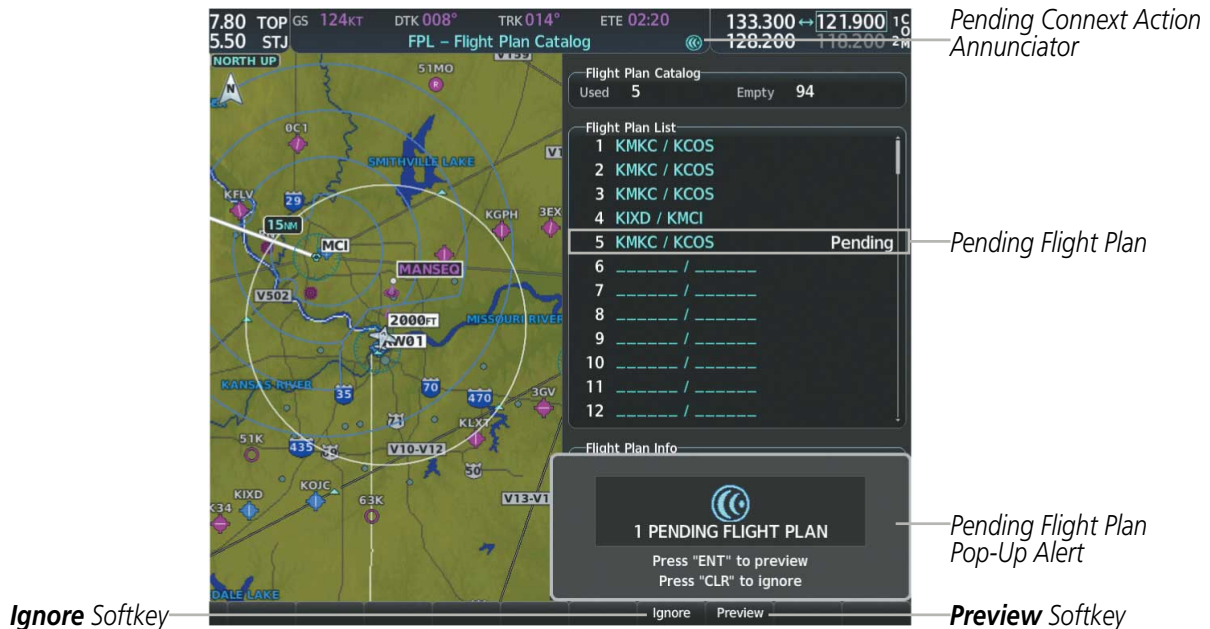 7.80 TOP GS 124KT DTK 008° TRK 014° ETE 02:20 133.300 ↔ 121.900 1 C
5.50 STJ FPL – Flight Plan Catalog 128.200 118.200 2 M
O
Pending Connext Action
Annunciator
NORTH UP
N
51MO
R
0C1
SMITHVILLE LAKE
KFLV
29
15NM
MCI
KGPH
3EX
MANSEQ
V502
2000FT
MISSOURI RIVER
KANSAS RIVER
35
70
470
3GV
KLXT
51K
435
V10-V12
50
KIXD
KOJC
63K
V13-V1
K34
DALE LAKE
Flight Plan Catalog
Used 5 Empty 94
Flight Plan List
1 KMKC / KCOS
2 KMKC / KCOS
3 KMKC / KCOS
4 KIXD / KMCI
5 KMKC / KCOS Pending
6 ______ / ______
7 ______ / ______
8 ______ / ______
9 ______ / ______
10 ______ / ______
11 ______ / ______
12 ______ / ______
Pending Flight Plan
Flight Plan Info
1 PENDING FLIGHT PLAN
Press "ENT" to preview
Press "CLR" to ignore
Pending Flight Plan
Pop-Up Alert
Ignore Preview
Ignore Softkey
Preview Softkey